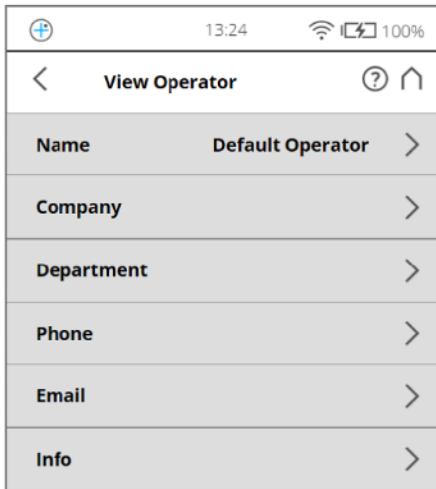 13:24 100%
View Operator
Name Default Operator
Company
Department
Phone
Email
Info